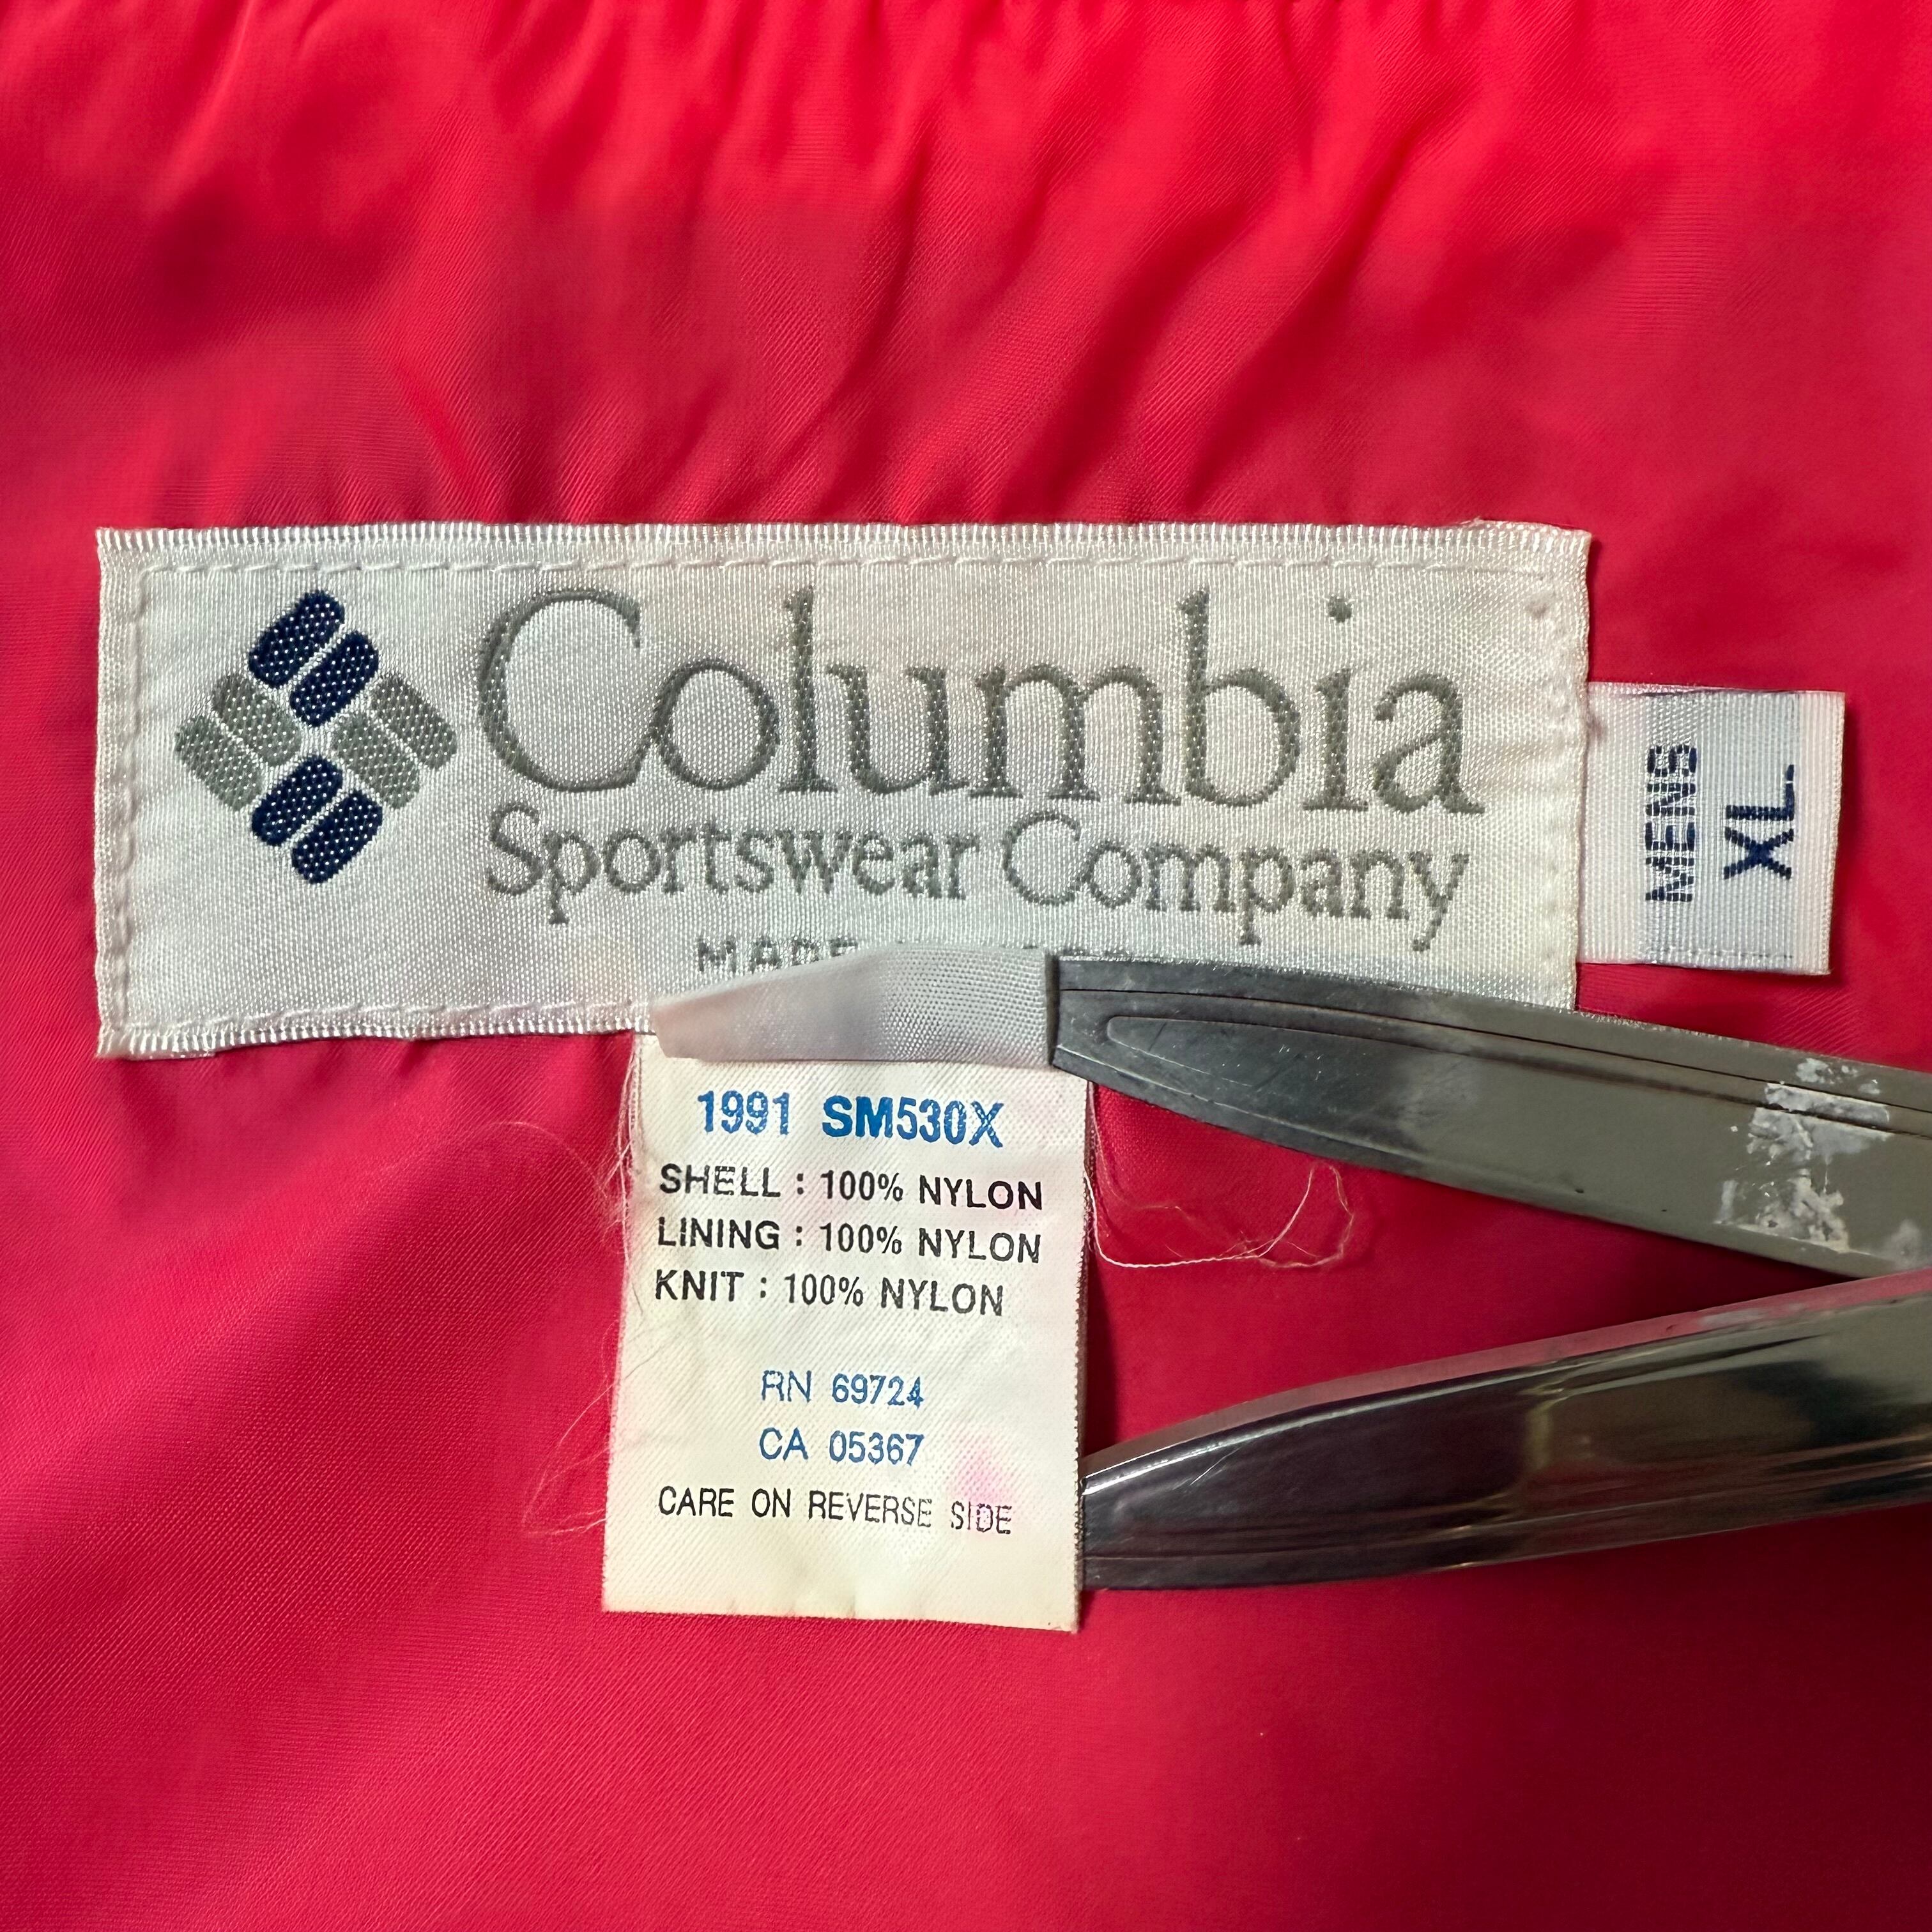 Columbia
Sportswear Company
MADE
MENS
XL
1991 SM530X
SHELL : 100% NYLON
LINING : 100% NYLON
KNIT : 100% NYLON
RN 69724
CA 05367
CARE ON REVERSE SIDE